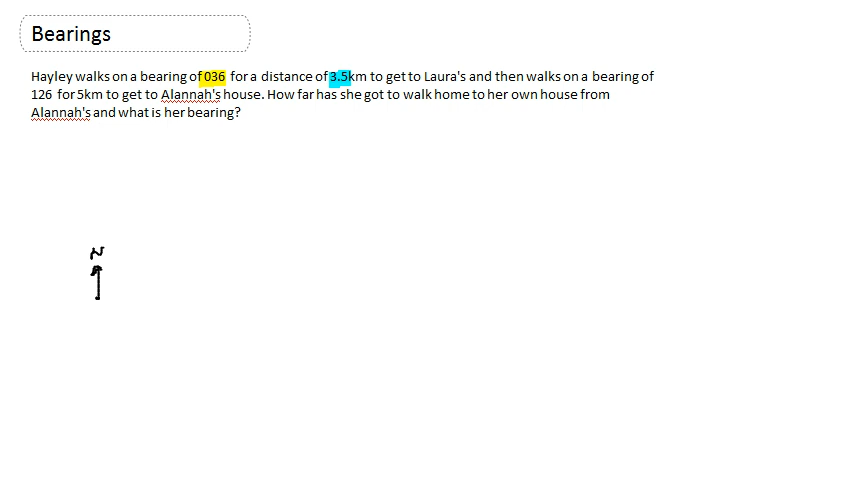 Bearings
Hayley walks on a bearing of 036 for a distance of 3.5km to get to Laura's and then walks on a bearing of
126 for 5km to get to Alannah's house. How far has she got to walk home to her own house from
Alannah's and what is her bearing?
N